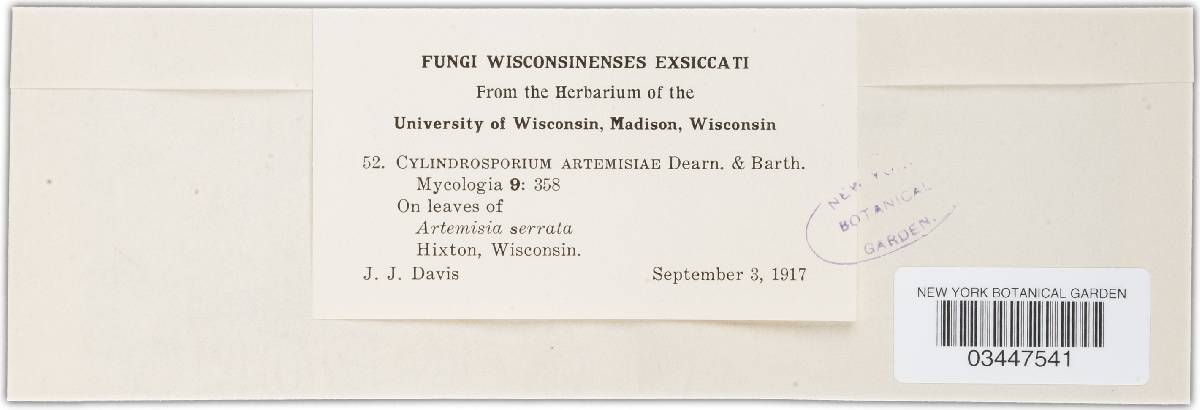 FUNGI WISCONSINENSES EXSICCATI
From the Herbarium of the
University of Wisconsin, Madison, Wisconsin
52. CYLINDROSPORIUM ARTEMISIAE Dearn. & Barth.
Mycologia 9: 358
On leaves of
Artemisia serrata
Hixton, Wisconsin.
J. J. Davis September 3, 1917
NEW YORK
BOTANICAL
GARDEN.
NEW YORK BOTANICAL GARDEN
03447541